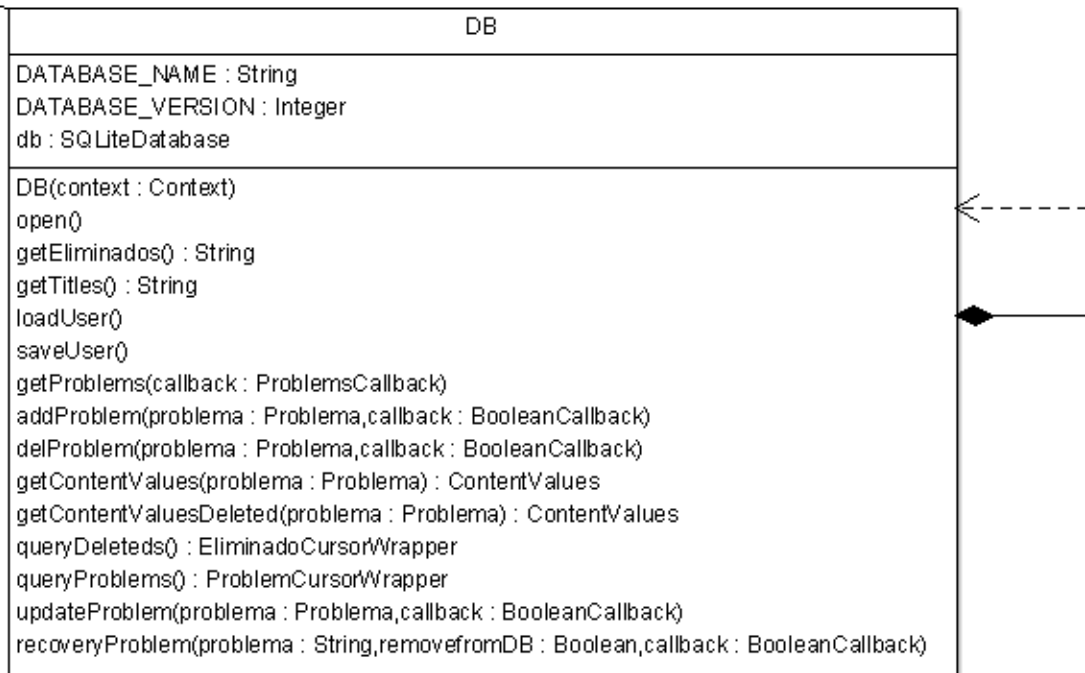 DB
DATABASE_NAME : String
DATABASE_VERSION : Integer
db : SQLiteDatabase
DB(context : Context)
open()
getEliminados() : String
getTitles() : String
loadUser()
saveUser()
getProblems(callback : ProblemsCallback)
addProblem(problema : Problema,callback : BooleanCallback)
delProblem(problema : Problema,callback : BooleanCallback)
getContentValues(problema : Problema) : ContentValues
getContentValuesDeleted(problema : Problema) : ContentValues
queryDeleteds() : EliminadoCursorWrapper
queryProblems() : ProblemCursorWrapper
updateProblem(problema : Problema,callback : BooleanCallback)
recoveryProblem(problema : String,removefromDB : Boolean,callback : BooleanCallback)